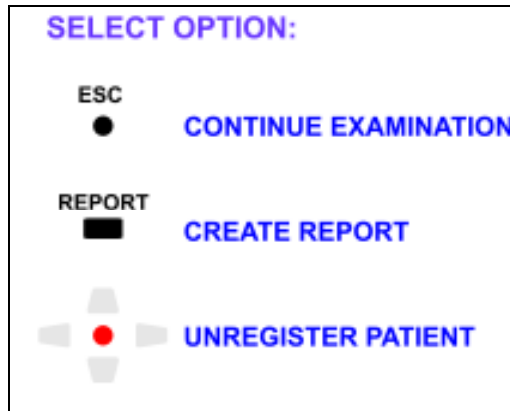 SELECT OPTION:
ESC
CONTINUE EXAMINATION
REPORT
CREATE REPORT
UNREGISTER PATIENT